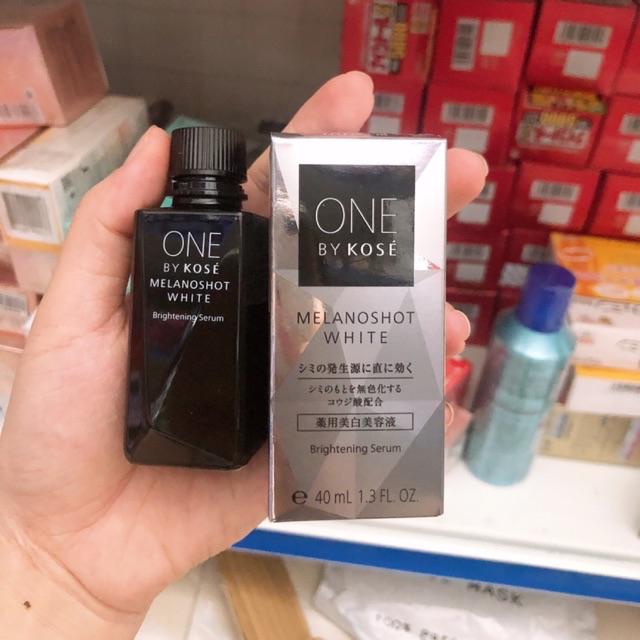 ONE
BY KOSÉ
MELANOSHOT
WHITE
Brightening Serum
ONE
BY KOSÉ
MELANOSHOT
WHITE
シミの発生源に直に効く
シミのもとを無色化する
コウジ酸配合
薬用美白美容液
Brightening Serum
e 40 mL 1.3 FL. OZ.
MASK